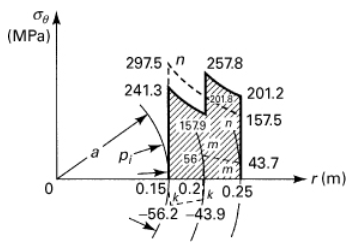 σθ
(MPa)
297.5 n 257.8
241.3
201.8 201.2
157.9 n 157.5
a
m
pi 56 m 43.7
0 0.15 0.2 0.25 r (m)
k k
−56.2 −43.9